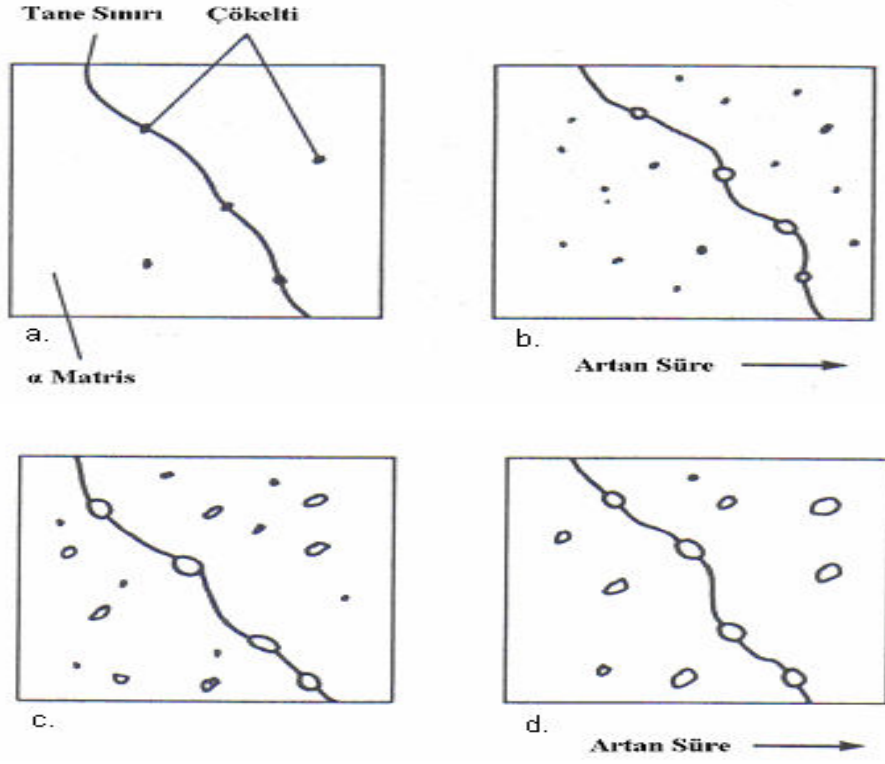 Tane Sınırı
Çökelti
a.
α Matris
b.
Artan Süre
c.
d.
Artan Süre